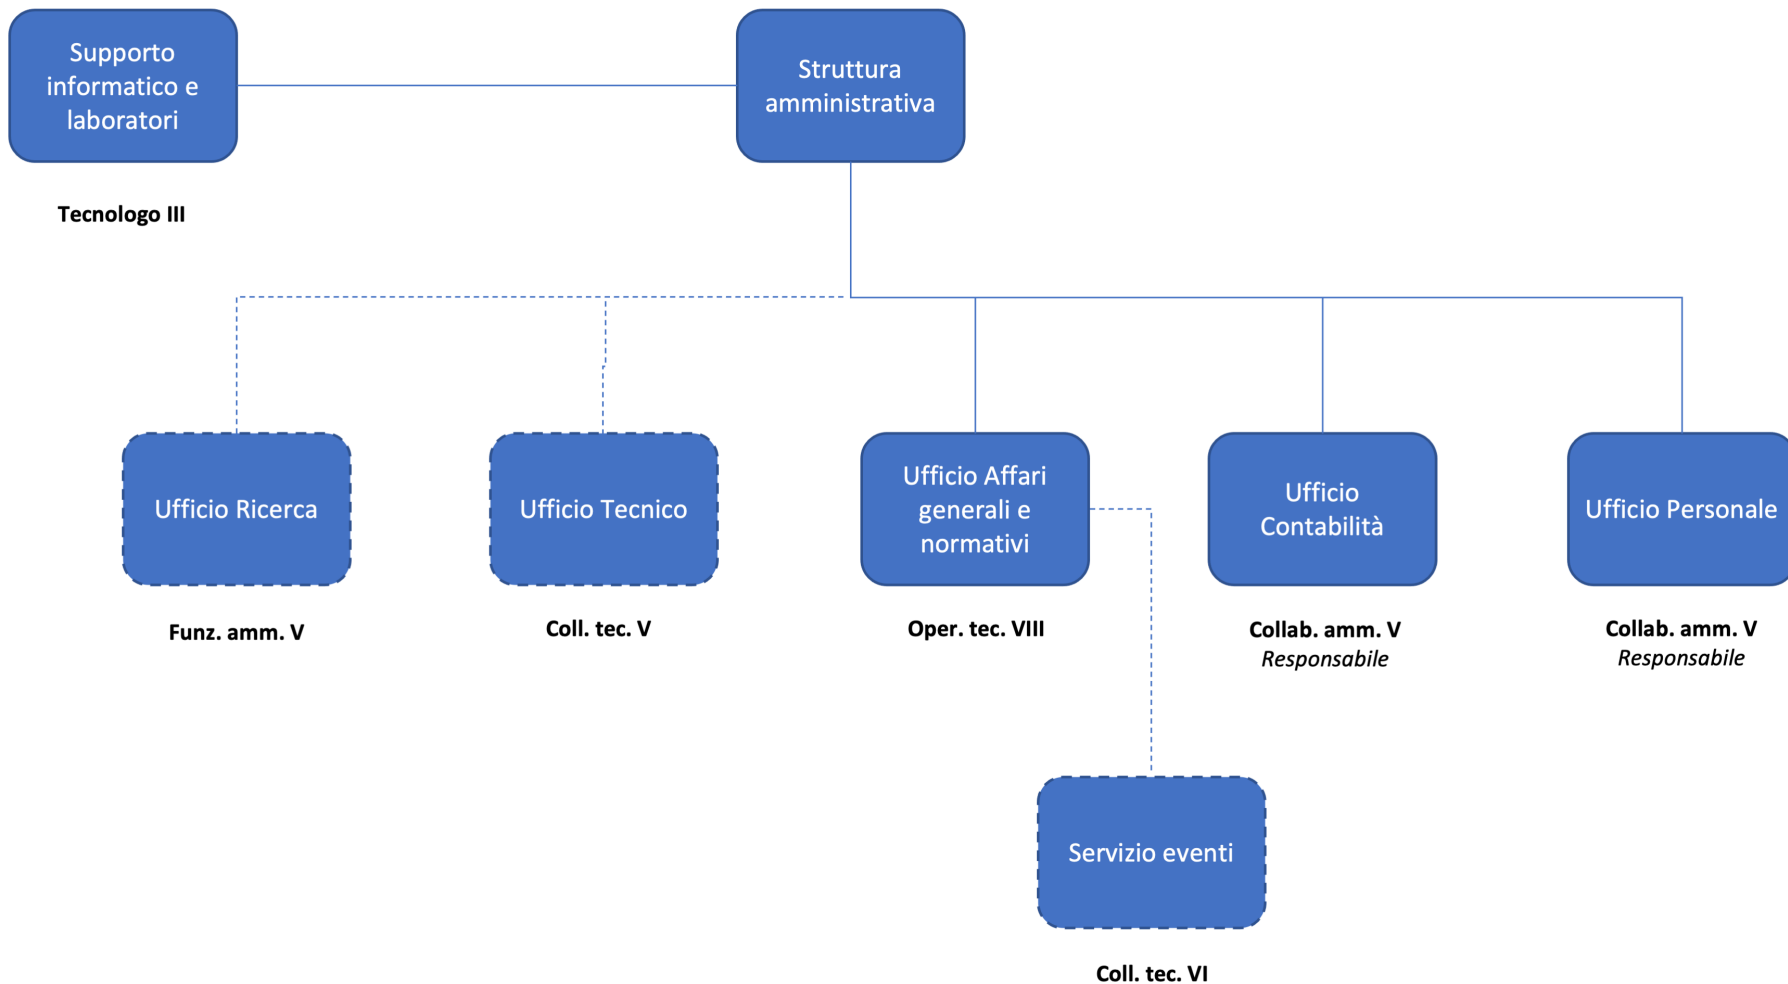 Supporto
informatico e
laboratori
Struttura
amministrativa
Tecnologo III
Ufficio Ricerca
Ufficio Tecnico
Ufficio Affari
generali e
normativi
Ufficio
Contabilità
Ufficio Personale
Funz. amm. V
Coll. tec. V
Oper. tec. VIII
Collab. amm. V
Responsabile
Collab. amm. V
Responsabile
Servizio eventi
Coll. tec. VI